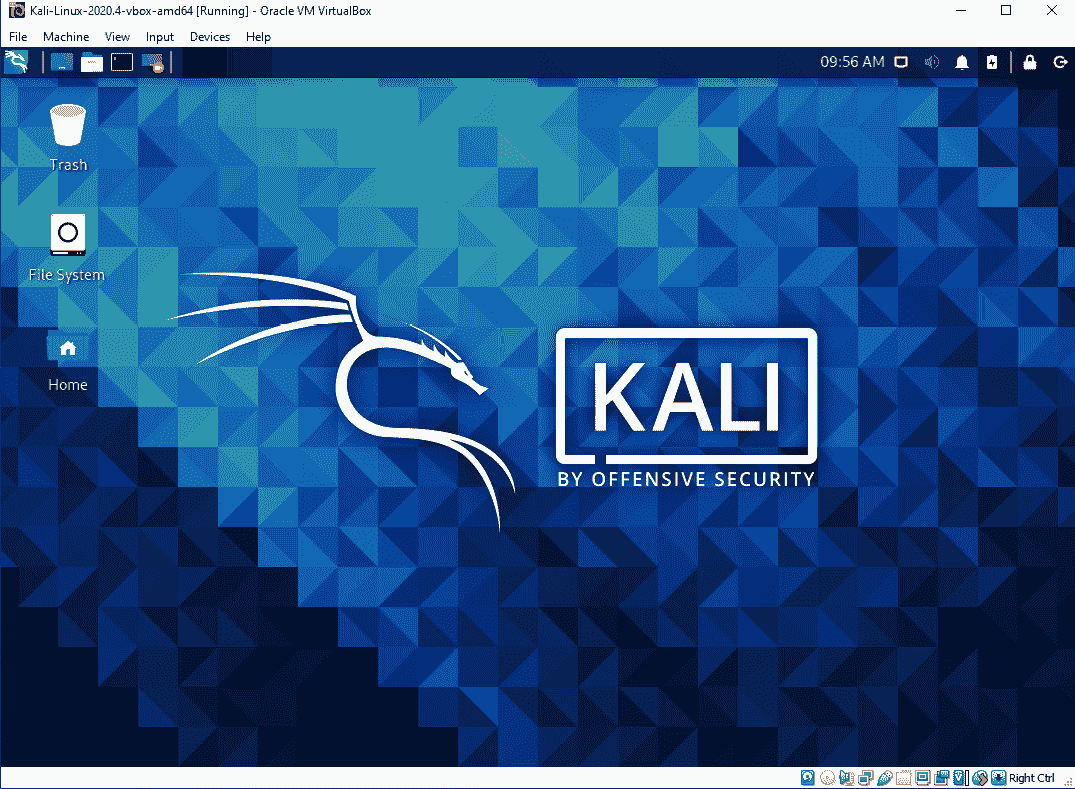 Kali-Linux-2020.4-vbox-amd64 [Running] - Oracle VM VirtualBox
File Machine View Input Devices Help
09:56 AM
Trash
File System
Home
KALI
BY OFFENSIVE SECURITY
Right Ctrl